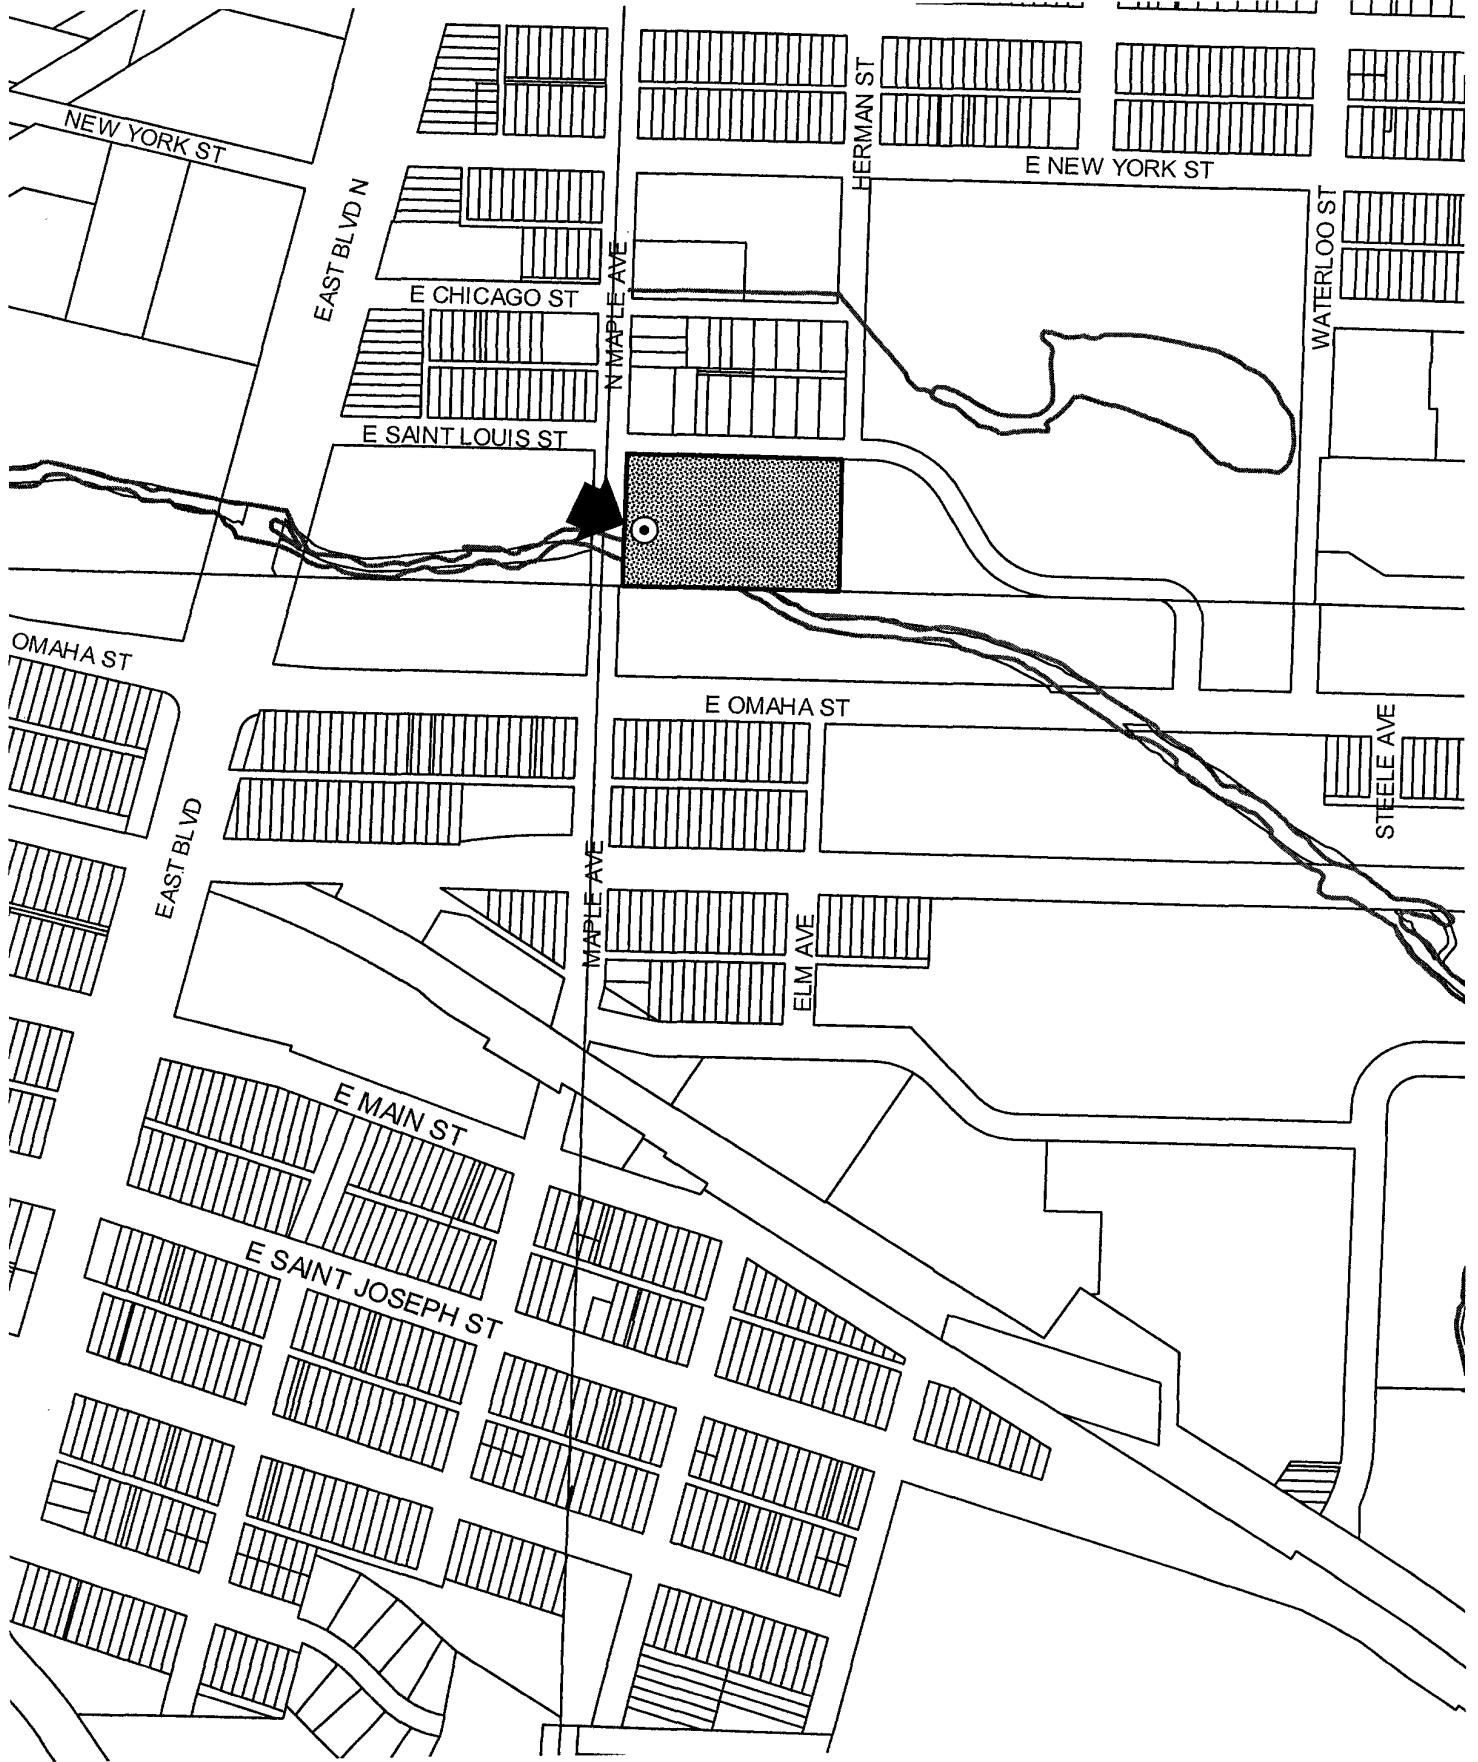 HERMAN ST
NEW YORK ST
E NEW YORK ST
EAST BLVD N
N MAPLE AVE
WATERLOO ST
E CHICAGO ST
E SAINT LOUIS ST
OMAHA ST
E OMAHA ST
STEELE AVE
EAST BLVD
MAPLE AVE
ELM AVE
E MAIN ST
E SAINT JOSEPH ST